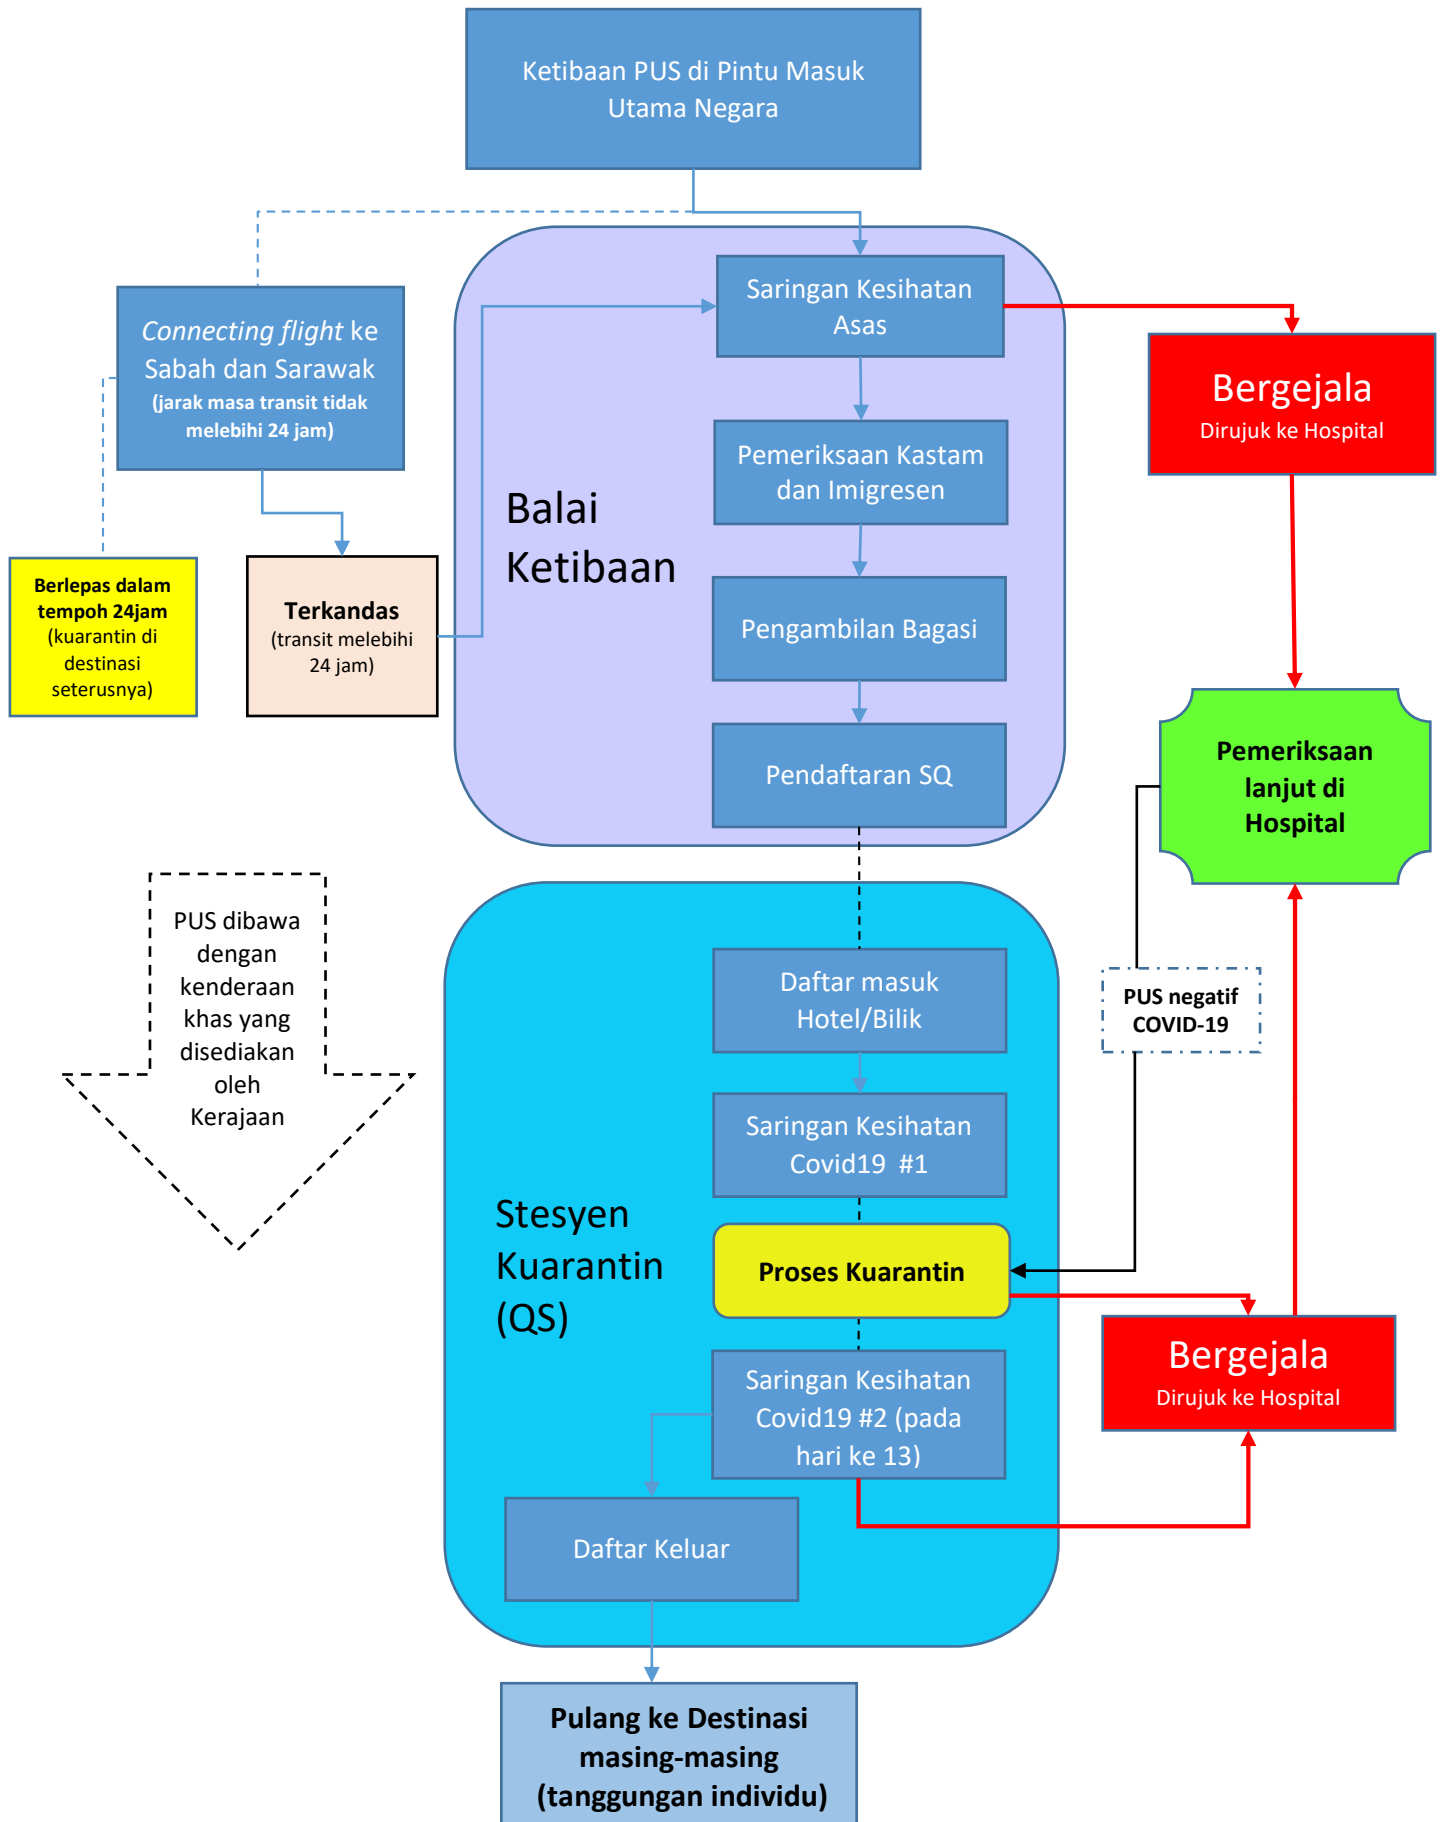 Ketibaan PUS di Pintu Masuk
Utama Negara
Saringan Kesihatan
Asas
Connecting flight ke
Sabah dan Sarawak
(jarak masa transit tidak
melebihi 24 jam)
Bergejala
Dirujuk ke Hospital
Pemeriksaan Kastam
dan Imigresen
Balai
Ketibaan
Berlepas dalam
tempoh 24jam
(kuarantin di
destinasi
seterusnya)
Terkandas
(transit melebihi
24 jam)
Pengambilan Bagasi
Pendaftaran SQ
Pemeriksaan
lanjut di
Hospital
PUS dibawa
dengan
kenderaan
khas yang
disediakan
oleh
Kerajaan
Daftar masuk
Hotel/Bilik
PUS negatif
COVID-19
Saringan Kesihatan
Covid19 #1
Stesyen
Kuarantin
(QS)
Proses Kuarantin
Bergejala
Dirujuk ke Hospital
Saringan Kesihatan
Covid19 #2 (pada
hari ke 13)
Daftar Keluar
Pulang ke Destinasi
masing-masing
(tanggungan individu)